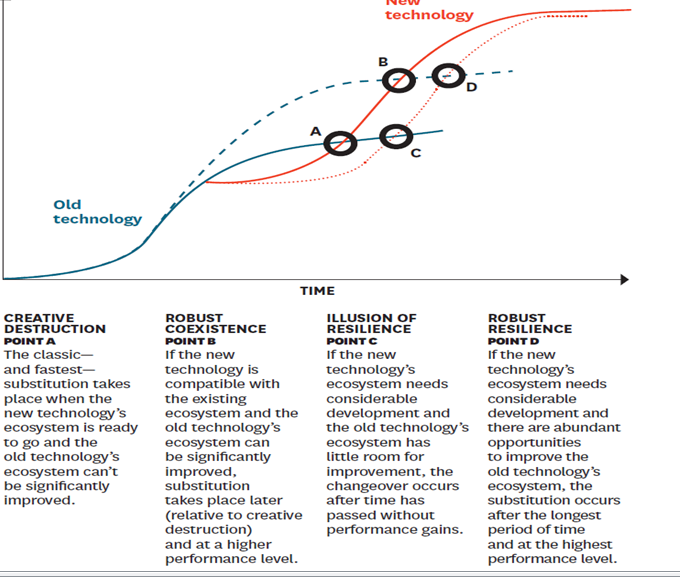 New
technology
B
D
A
C
Old
technology
TIME
CREATIVE
DESTRUCTION
POINT A
The classic—
and fastest—
substitution takes
place when the
new technology’s
ecosystem is ready
to go and the
old technology’s
ecosystem can’t
be significantly
improved.
ROBUST
COEXISTENCE
POINT B
If the new
technology is
compatible with
the existing
ecosystem and the
old technology’s
ecosystem can
be significantly
improved,
substitution
takes place later
(relative to creative
destruction)
and at a higher
performance level.
ILLUSION OF
RESILIENCE
POINT C
If the new
technology’s
ecosystem needs
considerable
development and
the old technology’s
ecosystem has
little room for
improvement, the
changeover occurs
after time has
passed without
performance gains.
ROBUST
RESILIENCE
POINT D
If the new
technology’s
ecosystem needs
considerable
development and
there are abundant
opportunities
to improve the
old technology’s
ecosystem, the
substitution occurs
after the longest
period of time
and at the highest
performance level.